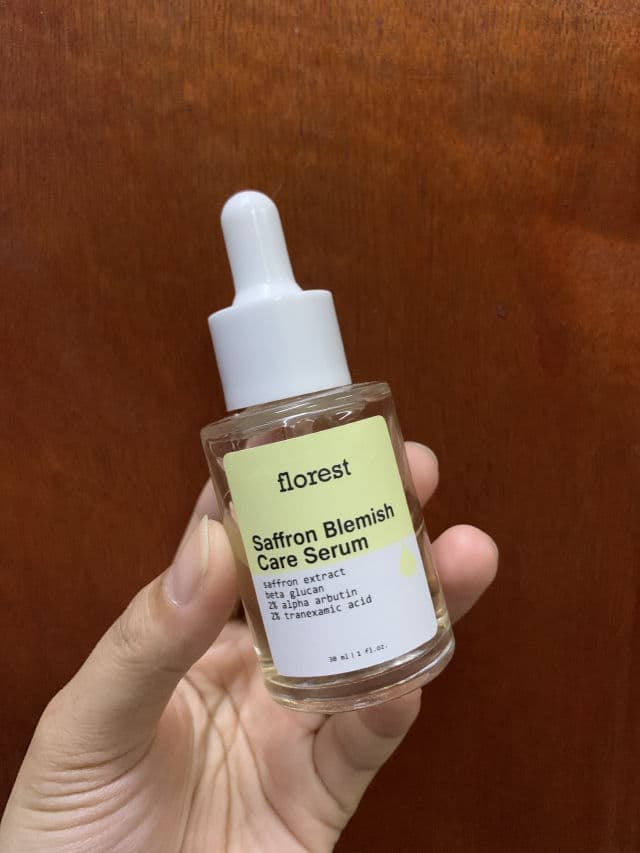 florest
Saffron Blemish
Care Serum
saffron extract
beta glucan
2% alpha arbutin
2% tranexamic acid
30 ml | 1 fl.oz.